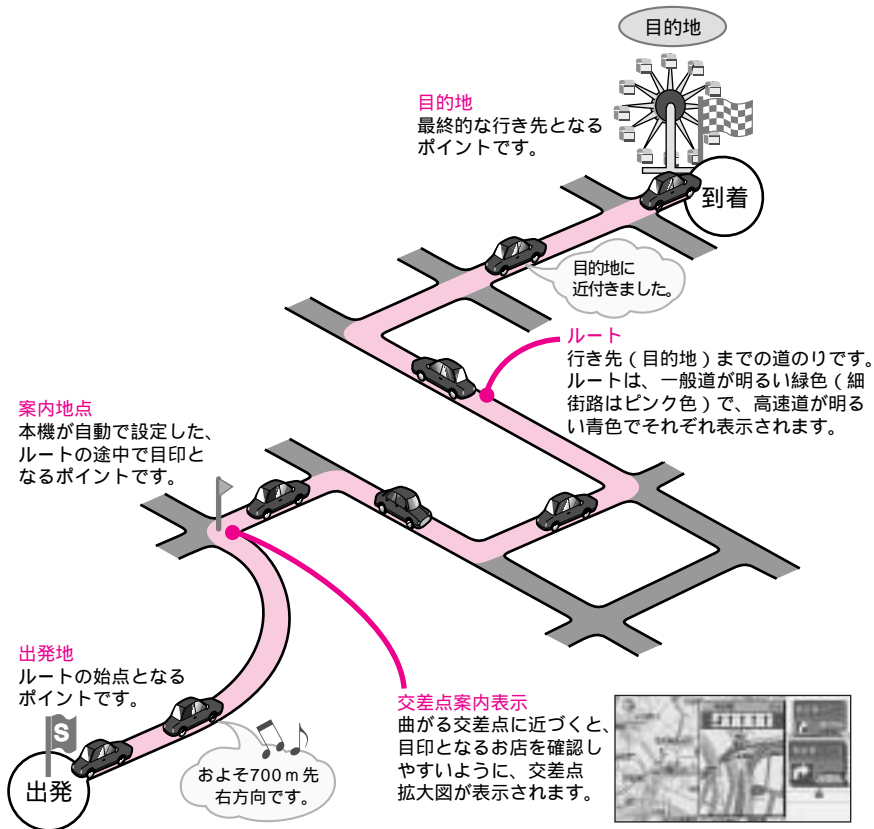 目的地
目的地
最終的な行き先となる
ポイントです。
到着
目的地に
近付きました。
ルート
行き先(目的地)までの道のりです。
ルートは、一般道が明るい緑色(細
街路はピンク色)で、高速道が明る
い青色でそれぞれ表示されます。
案内地点
本機が自動で設定した、
ルートの途中で目印と
なるポイントです。
出発地
ルートの始点となる
ポイントです。
S
出発
およそ700m先
右方向です。
交差点案内表示
曲がる交差点に近づくと、
目印となるお店を確認し
やすいように、交差点
拡大図が表示されます。